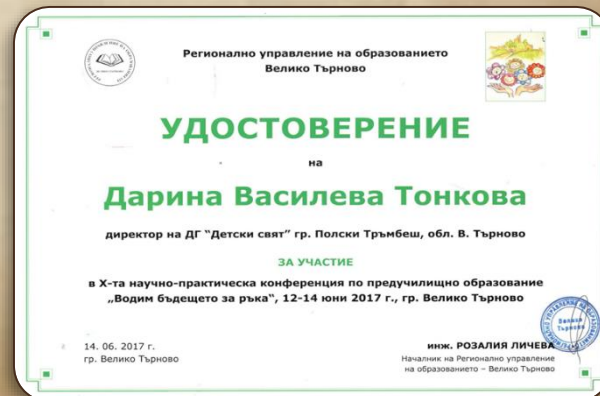 Регионално управление на образованието
Велико Търново
УДОСТОВЕРЕНИЕ
на
Дарина Василева Тонкова
директор на ДГ "Детски свят" гр. Полски Тръмбеш, обл. В. Търново
ЗА УЧАСТИЕ
в X-та научно-практическа конференция по предучилищно образование
„Водим бъдещето за ръка“, 12-14 юни 2017 г., гр. Велико Търново
14. 06. 2017 г.
гр. Велико Търново
инж. РОЗАЛИЯ ЛИЧЕВА
Началник на Регионално управление
на образованието – Велико Търново
Велико
Търново